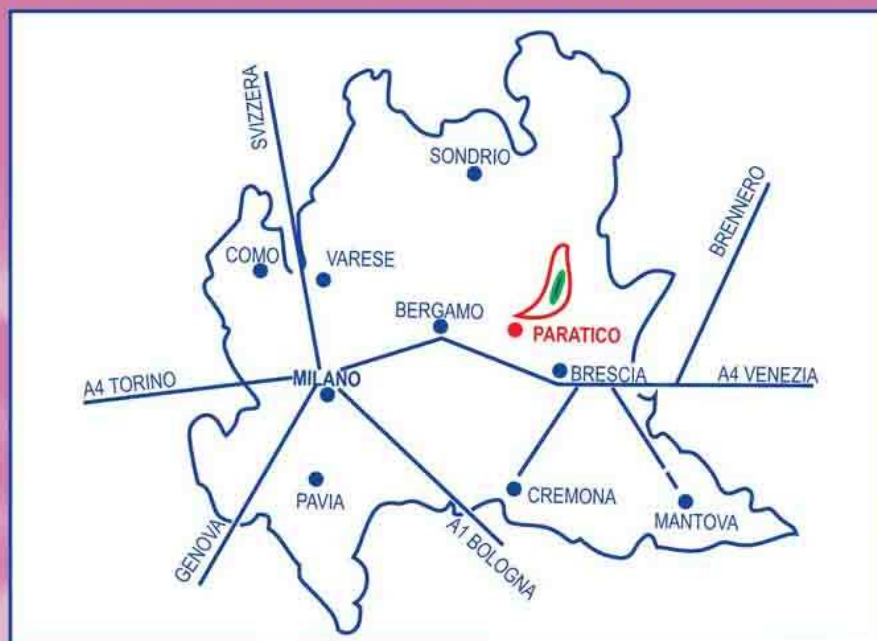 SVIZZERA
SONDRIO
BRENNERO
COMO
VARESE
BERGAMO
PARATICO
A4 TORINO
MILANO
BRESCIA
A4 VENEZIA
PAVIA
CREMONA
MANTOVA
GENOVA
A1 BOLOGNA